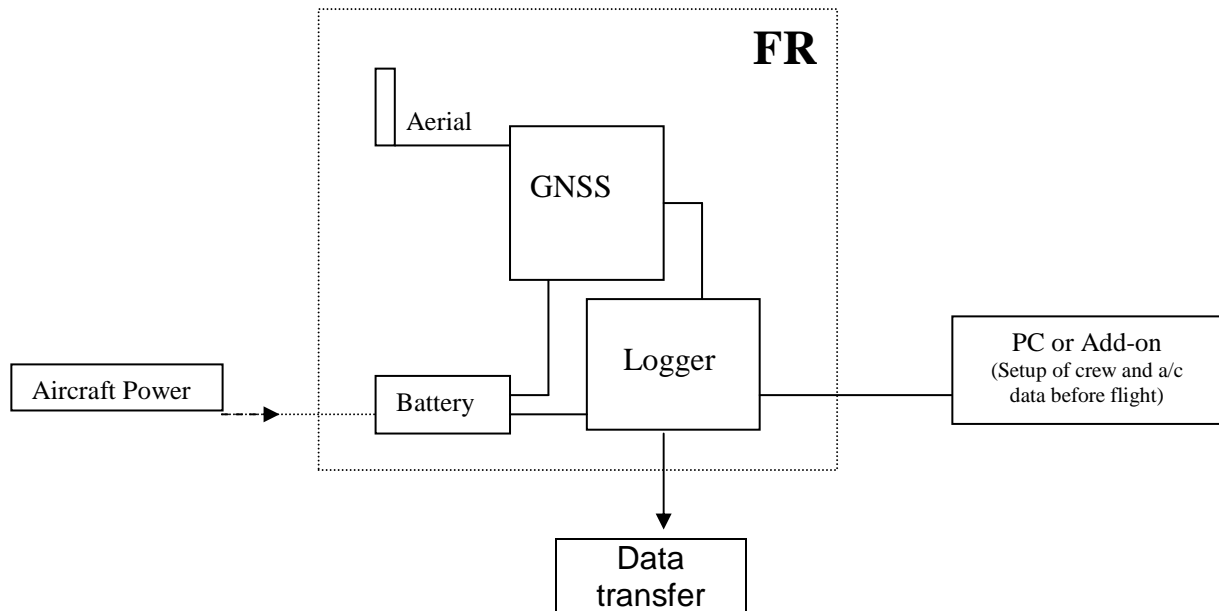 FR
Aerial
GNSS
Logger
PC or Add-on
(Setup of crew and a/c
data before flight)
Aircraft Power
Battery
Data
transfer